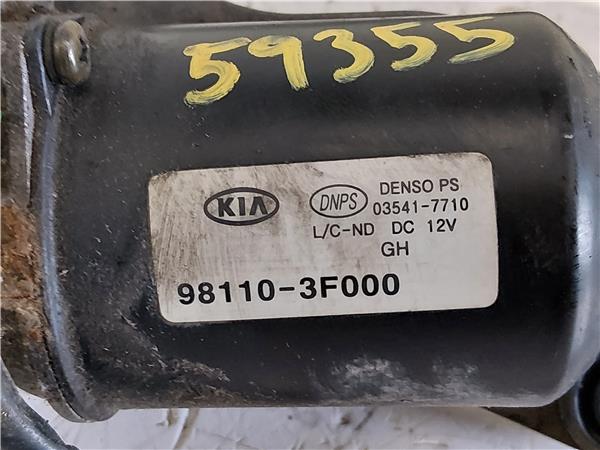 59355
KIA DNPS DENSO PS
03541-7710
L/C-ND DC 12V
GH
98110-3F000